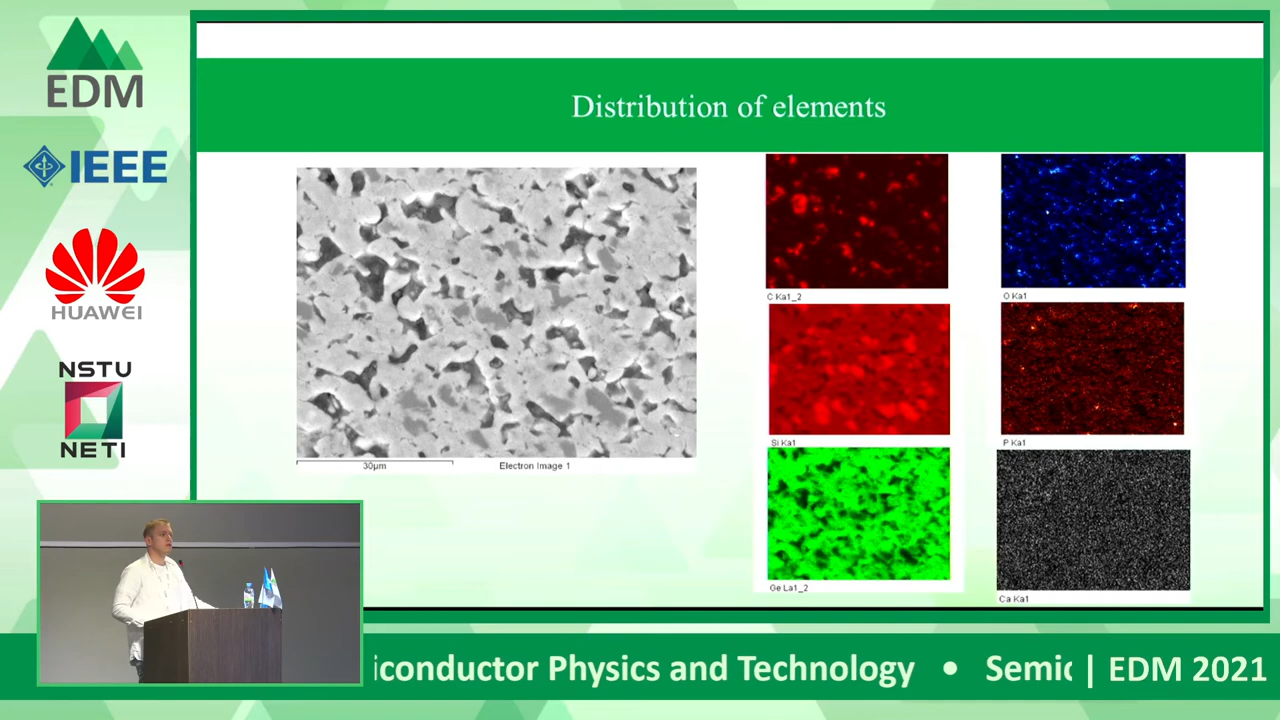 EDM
IEEE
HUAWEI
NSTU
NETI
Distribution of elements
30µm
Electron Image 1
C Ka1_2
O Ka1
Si Ka1
P Ka1
Ge La1_2
Ca Ka1
iconductor Physics and Technology • Semic | EDM 2021